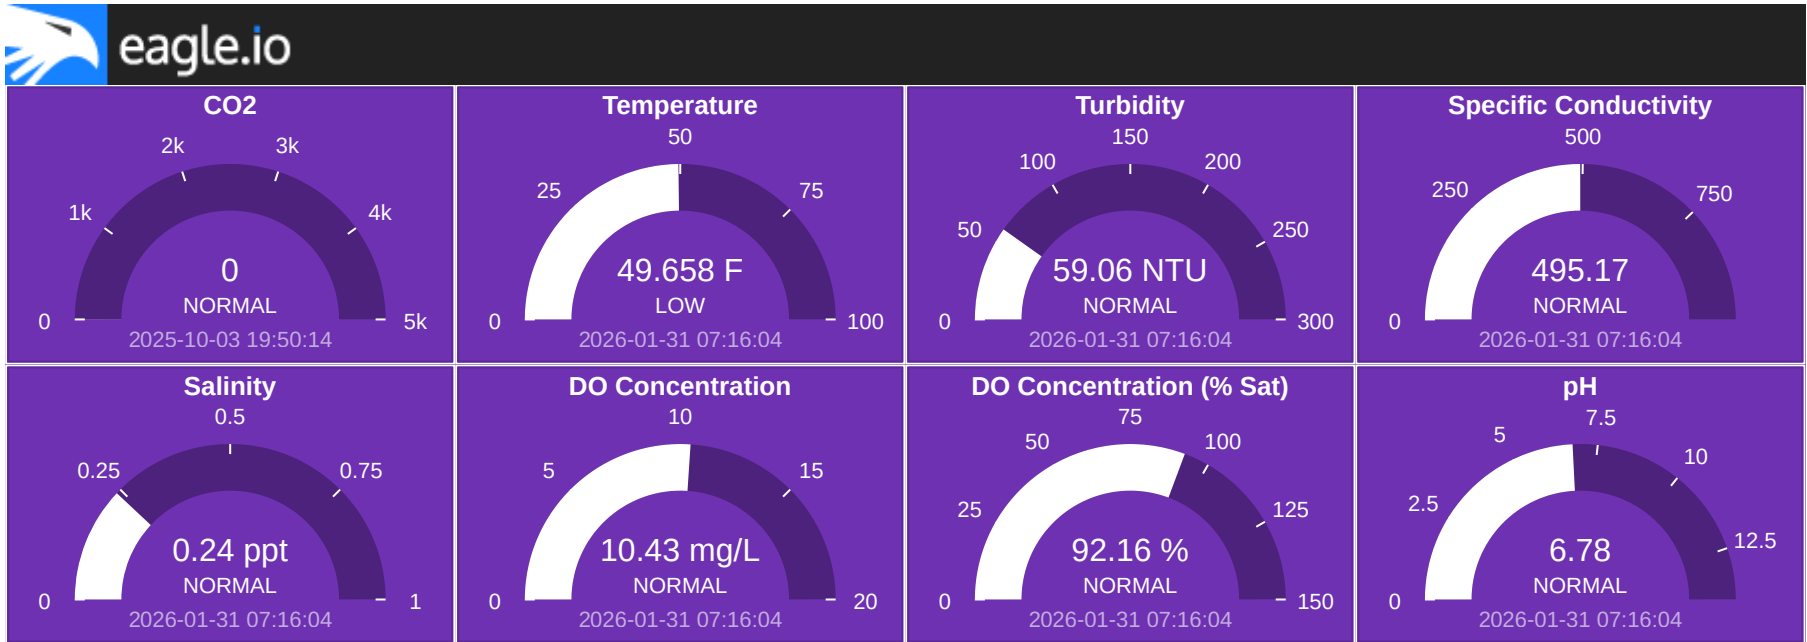 eagle.io
CO2
0
1k
2k
3k
4k
5k
0
NORMAL
2025-10-03 19:50:14
Temperature
0
25
50
75
100
49.658 F
LOW
2026-01-31 07:16:04
Turbidity
0
50
100
150
200
250
300
59.06 NTU
NORMAL
2026-01-31 07:16:04
Specific Conductivity
0
250
500
750
495.17
NORMAL
2026-01-31 07:16:04
Salinity
0
0.25
0.5
0.75
1
0.24 ppt
NORMAL
2026-01-31 07:16:04
DO Concentration
0
5
10
15
20
10.43 mg/L
NORMAL
2026-01-31 07:16:04
DO Concentration (% Sat)
0
25
50
75
100
125
150
92.16 %
NORMAL
2026-01-31 07:16:04
pH
0
2.5
5
7.5
10
12.5
6.78
NORMAL
2026-01-31 07:16:04